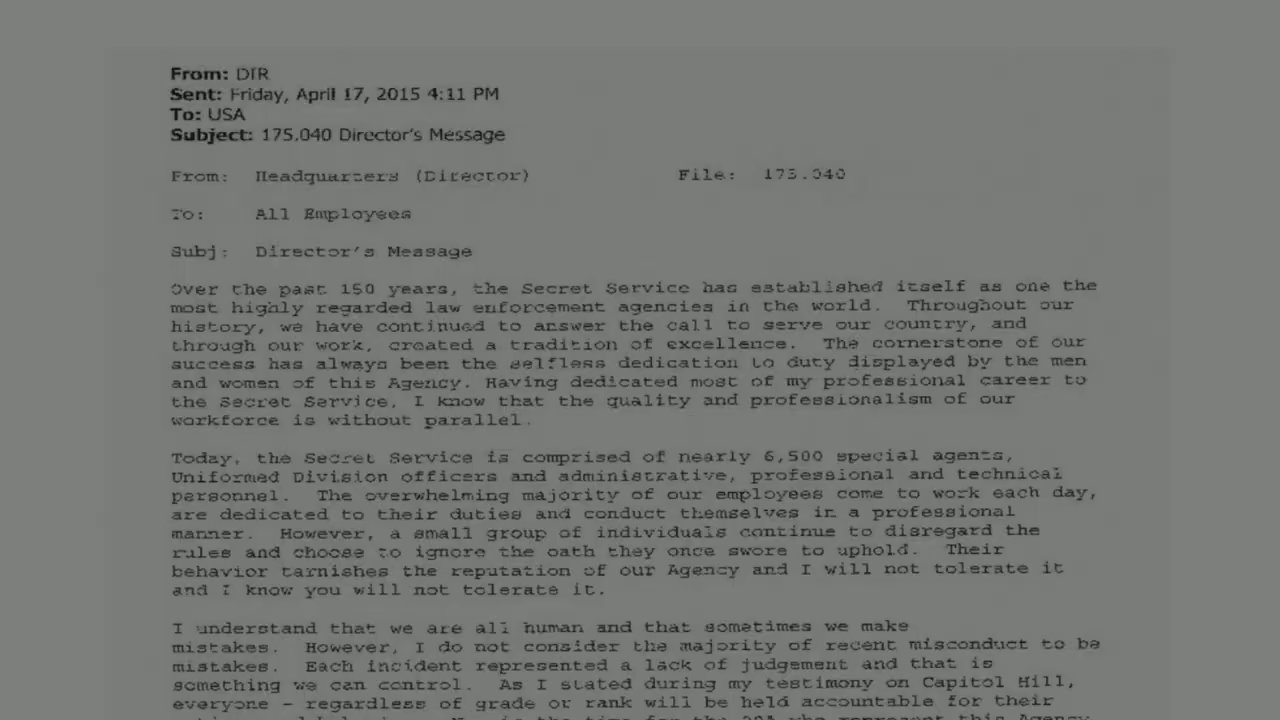 From: DIR
Sent: Friday, April 17, 2015 4:11 PM
To: USA
Subject: 175.040 Director's Message
From: Headquarters (Director) File: 175.040
To: All Employees
Subj: Director's Message
Over the past 150 years, the Secret Service has established itself as one the
most highly regarded law enforcement agencies in the world. Throughout our
history, we have continued to answer the call to serve our country, and
through our work, created a tradition of excellence. The cornerstone of our
success has always been the selfless dedication to duty displayed by the men
and women of this Agency. Having dedicated most of my professional career to
the Secret Service, I know that the quality and professionalism of our
workforce is without parallel.
Today, the Secret Service is comprised of nearly 6,500 special agents,
Uniformed Division officers and administrative, professional and technical
personnel. The overwhelming majority of our employees come to work each day,
are dedicated to their duties and conduct themselves in a professional
manner. However, a small group of individuals continue to disregard the
rules and choose to ignore the oath they once swore to uphold. Their
behavior tarnishes the reputation of our Agency and I will not tolerate it
and I know you will not tolerate it.
I understand that we are all human and that sometimes we make
mistakes. However, I do not consider the majority of recent misconduct to be
mistakes. Each incident represented a lack of judgement and that is
something we can control. As I stated during my testimony on Capitol Hill,
everyone – regardless of grade or rank will be held accountable for their